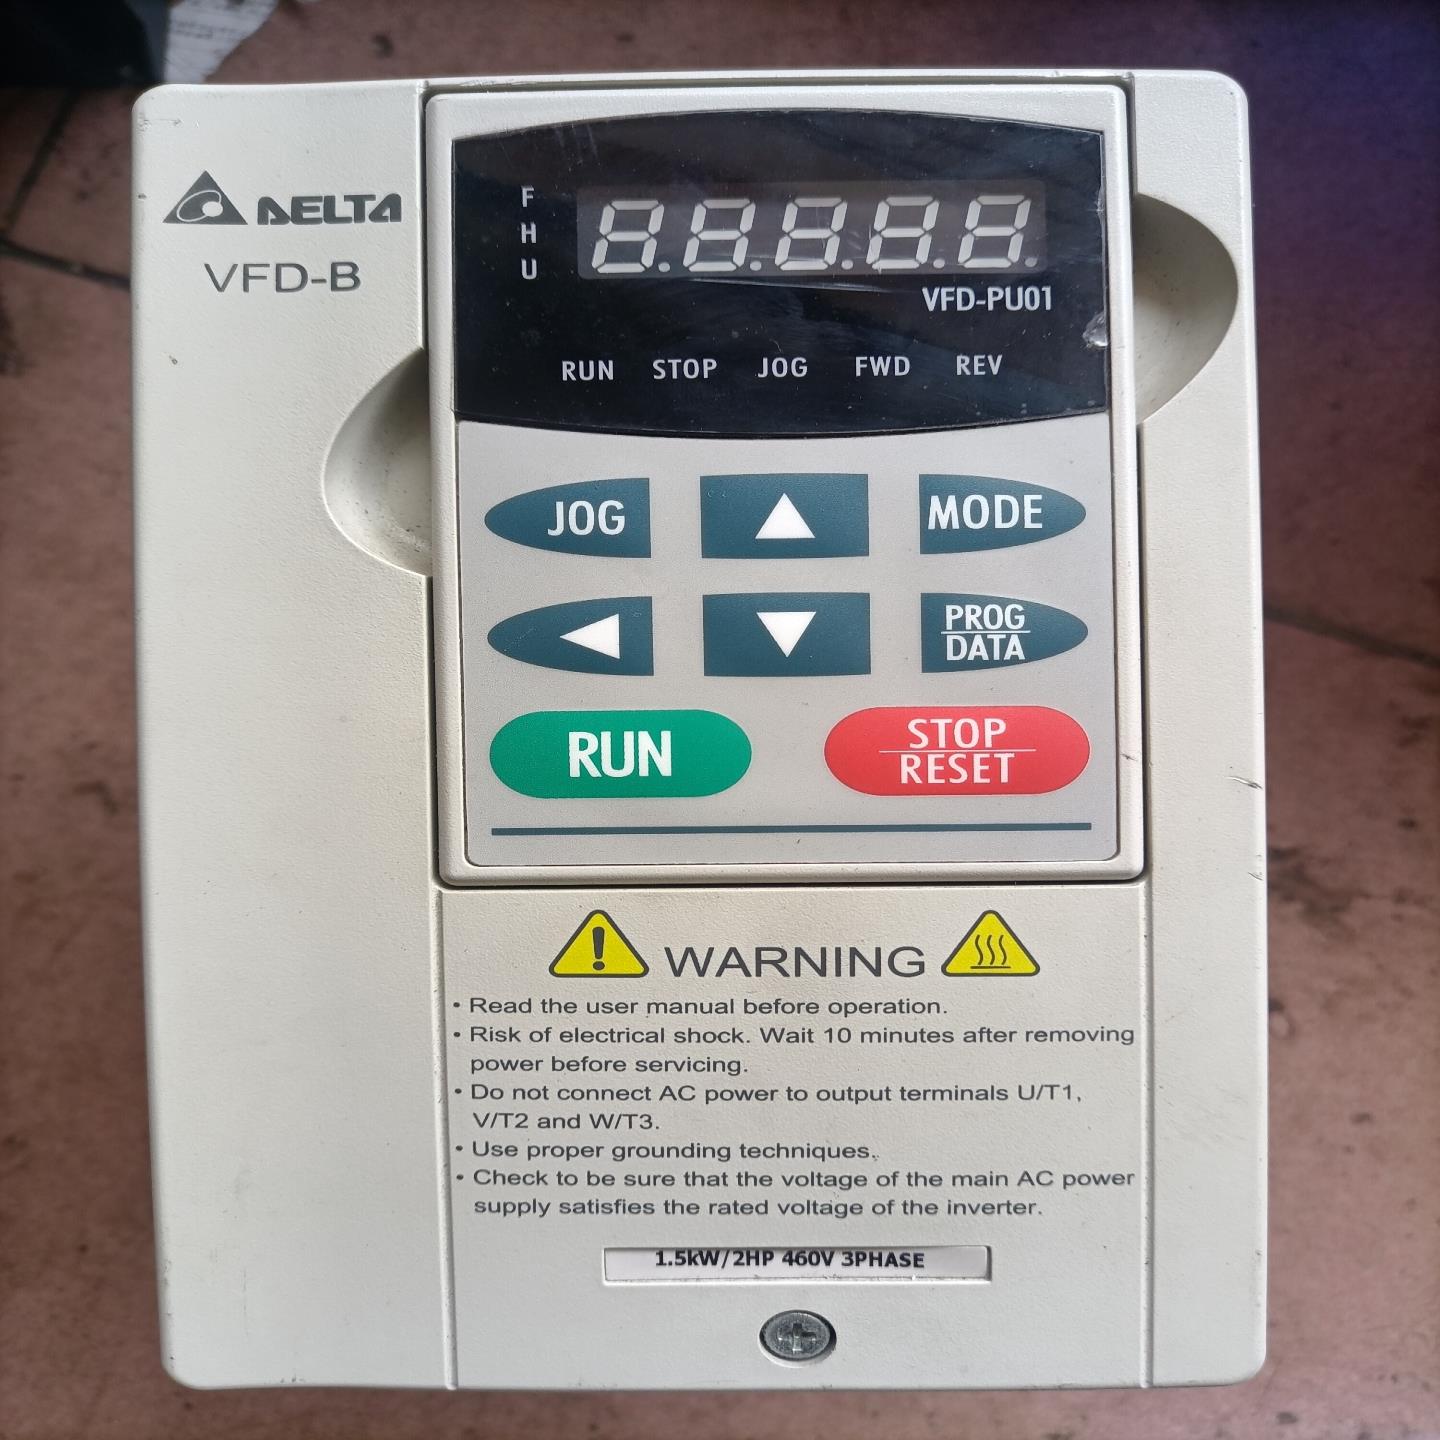 DELTA
VFD-B
F
H
U
8.8.8.8.8.
VFD-PU01
RUN STOP JOG FWD REV
JOG ▲ MODE
◀ ▼ PROG
DATA
RUN STOP
RESET
WARNING
• Read the user manual before operation.
• Risk of electrical shock. Wait 10 minutes after removing
power before servicing.
• Do not connect AC power to output terminals U/T1,
V/T2 and W/T3.
• Use proper grounding techniques.
• Check to be sure that the voltage of the main AC power
supply satisfies the rated voltage of the inverter.
1.5kW/2HP 460V 3PHASE